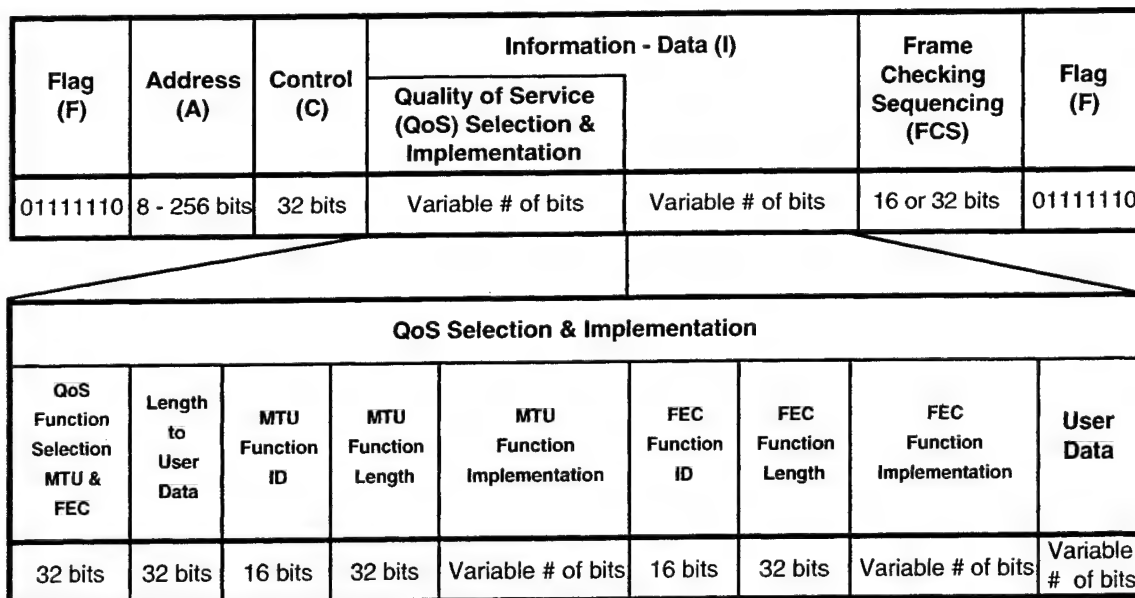 Flag
(F)
Address
(A)
Control
(C)
Information - Data (I)
Quality of Service
(QoS) Selection &
Implementation
Frame
Checking
Sequencing
(FCS)
Flag
(F)
01111110
8 - 256 bits
32 bits
Variable # of bits
Variable # of bits
16 or 32 bits
01111110
QoS Selection & Implementation
QoS
Function
Selection
MTU &
FEC
Length
to
User
Data
MTU
Function
ID
MTU
Function
Length
MTU
Function
Implementation
FEC
Function
ID
FEC
Function
Length
FEC
Function
Implementation
User
Data
32 bits
32 bits
16 bits
32 bits
Variable # of bits
16 bits
32 bits
Variable # of bits
Variable
# of bits